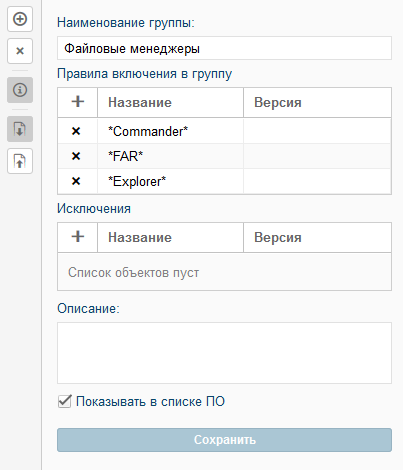 Наименование группы:
Файловые менеджеры
Правила включения в группу
Название Версия
*Commander*
*FAR*
*Explorer*
Исключения
Название Версия
Список объектов пуст
Описание:
Показывать в списке ПО
Сохранить